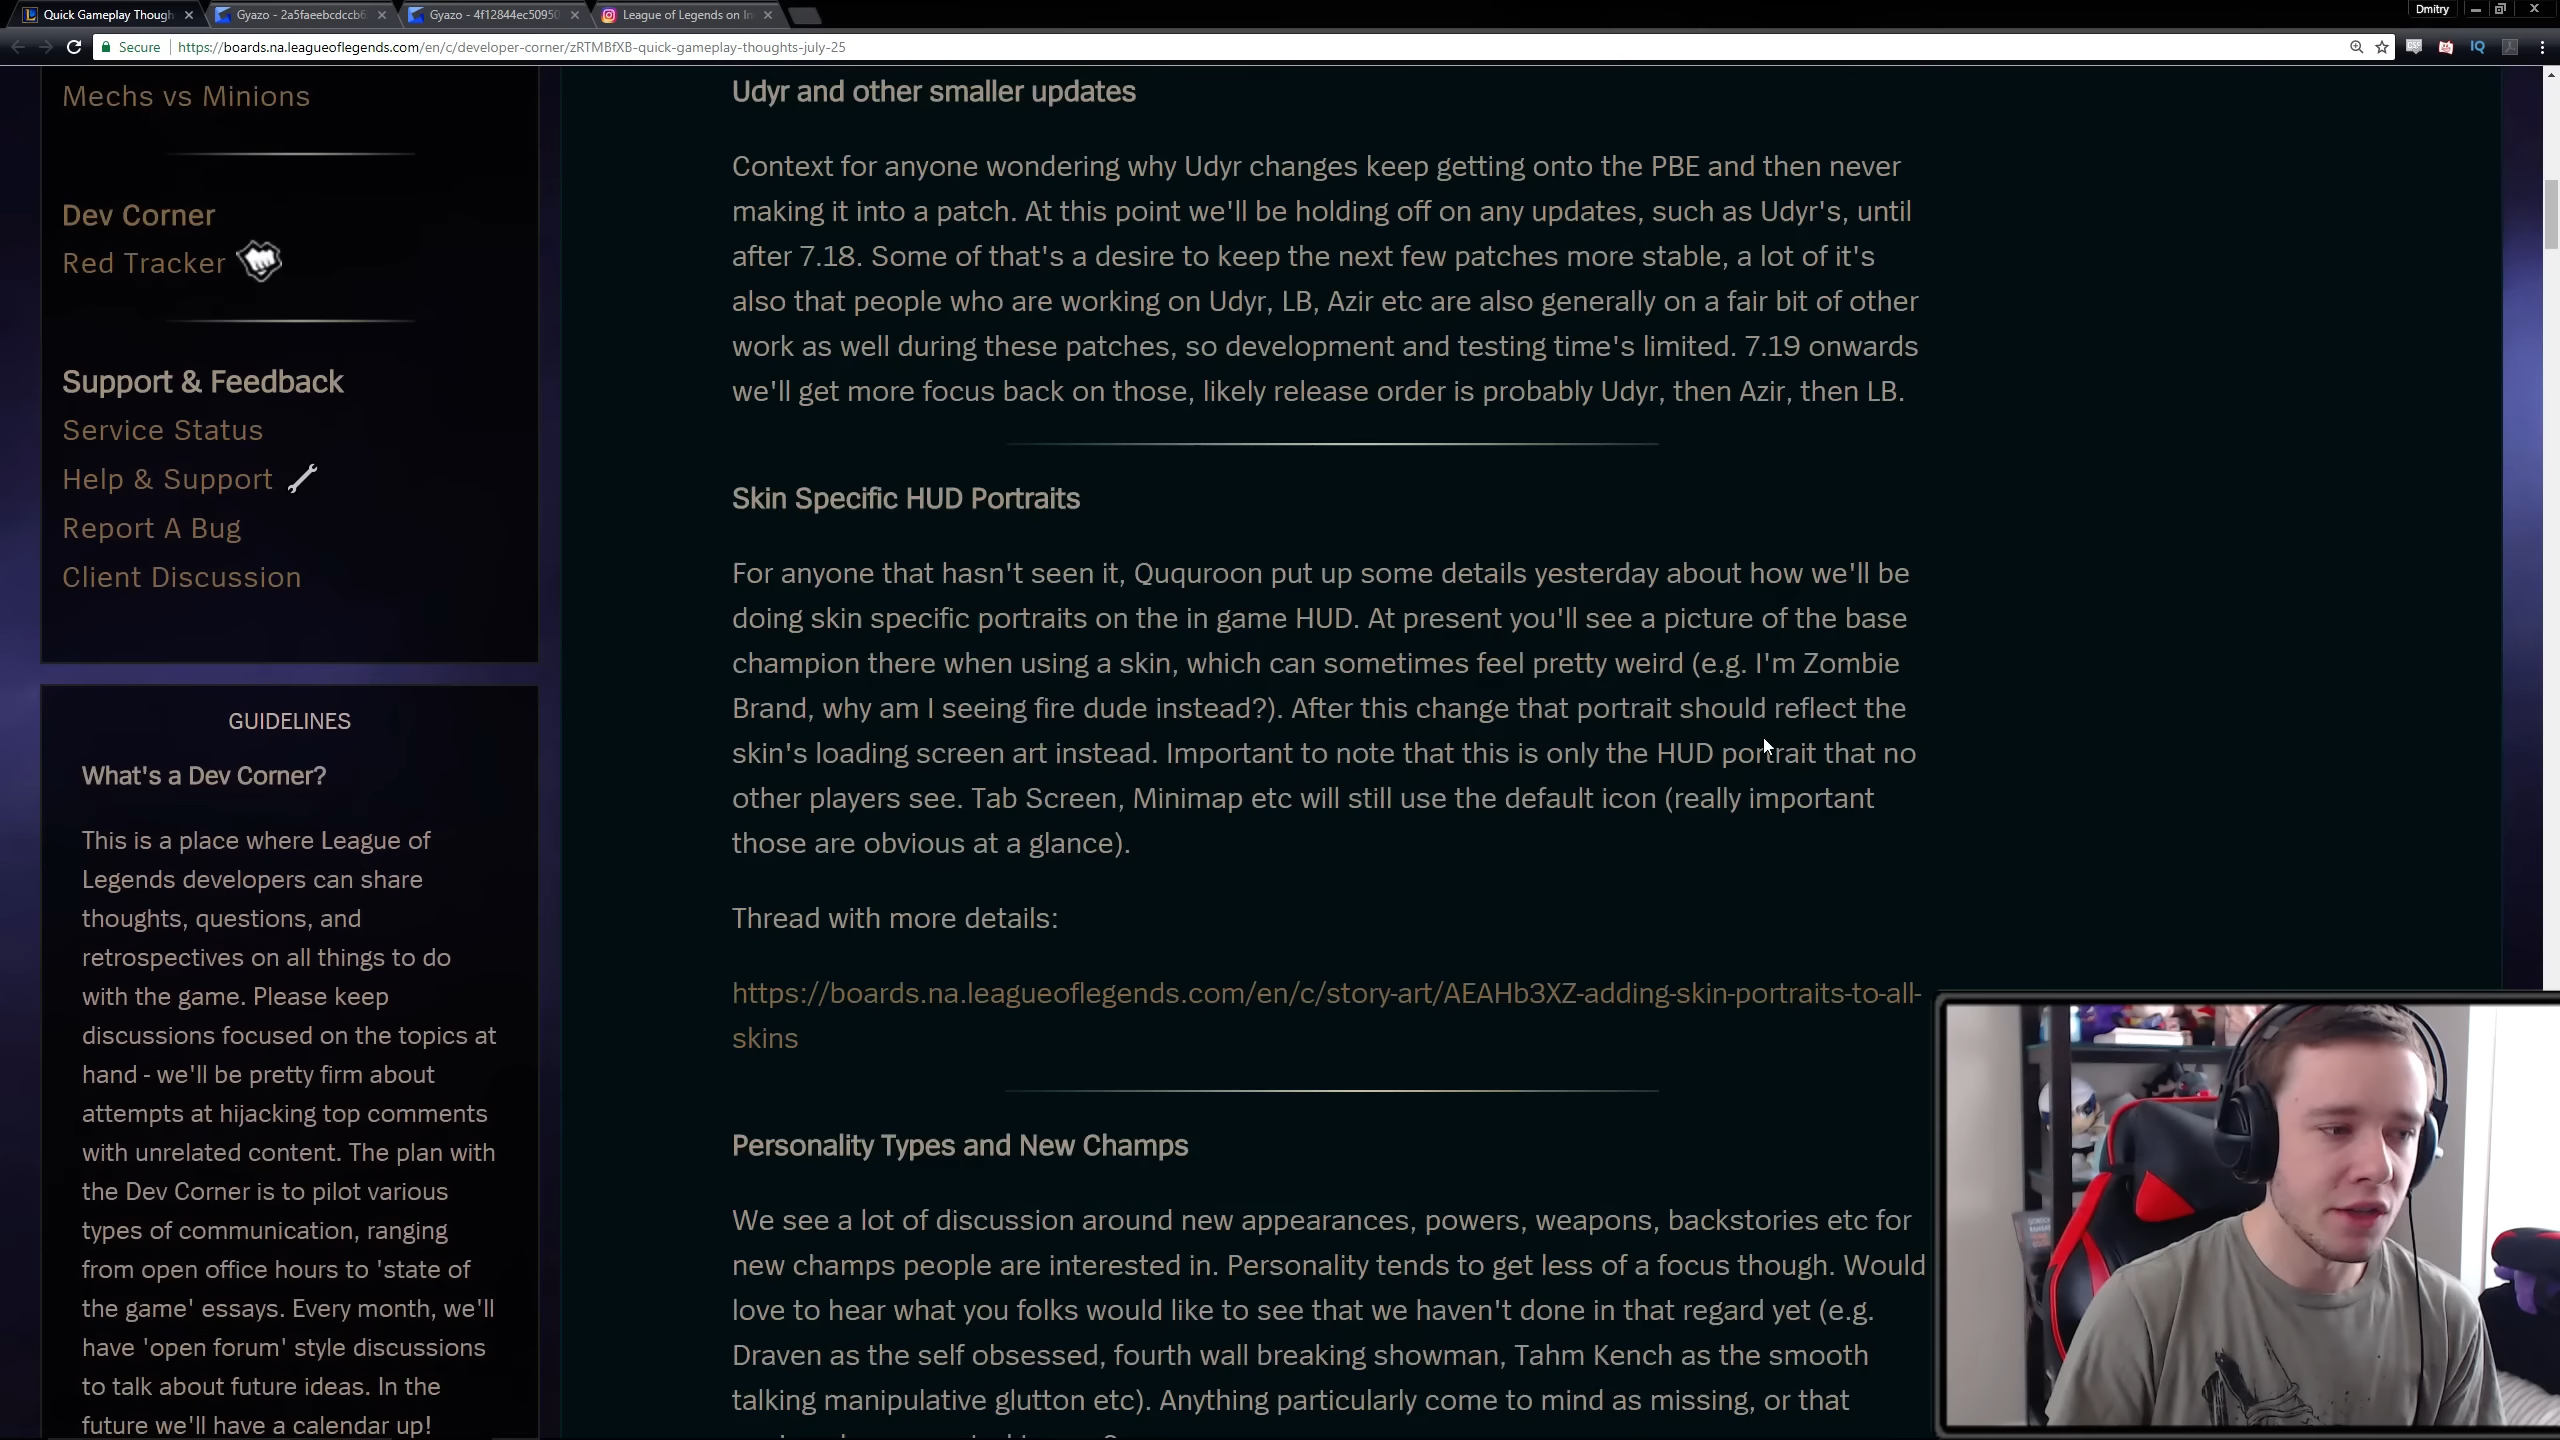 Quick Gameplay Though
Gyazo - 2a5faeebcdccb6
Gyazo - 4f12844ec50950
League of Legends on In
Dmitry
Secure
https://boards.na.leagueoflegends.com/en/c/developer-corner/zRTMBfXB-quick-gameplay-thoughts-july-25
IQ
Mechs vs Minions
Dev Corner
Red Tracker
Support & Feedback
Service Status
Help & Support
Report A Bug
Client Discussion
GUIDELINES
What's a Dev Corner?
This is a place where League of
Legends developers can share
thoughts, questions, and
retrospectives on all things to do
with the game. Please keep
discussions focused on the topics at
hand - we'll be pretty firm about
attempts at hijacking top comments
with unrelated content. The plan with
the Dev Corner is to pilot various
types of communication, ranging
from open office hours to 'state of
the game' essays. Every month, we'll
have 'open forum' style discussions
to talk about future ideas. In the
future we'll have a calendar up!
Udyr and other smaller updates
Context for anyone wondering why Udyr changes keep getting onto the PBE and then never
making it into a patch. At this point we'll be holding off on any updates, such as Udyr's, until
after 7.18. Some of that's a desire to keep the next few patches more stable, a lot of it's
also that people who are working on Udyr, LB, Azir etc are also generally on a fair bit of other
work as well during these patches, so development and testing time's limited. 7.19 onwards
we'll get more focus back on those, likely release order is probably Udyr, then Azir, then LB.
Skin Specific HUD Portraits
For anyone that hasn't seen it, Ququroon put up some details yesterday about how we'll be
doing skin specific portraits on the in game HUD. At present you'll see a picture of the base
champion there when using a skin, which can sometimes feel pretty weird (e.g. I'm Zombie
Brand, why am I seeing fire dude instead?). After this change that portrait should reflect the
skin's loading screen art instead. Important to note that this is only the HUD portrait that no
other players see. Tab Screen, Minimap etc will still use the default icon (really important
those are obvious at a glance).
Thread with more details:
https://boards.na.leagueoflegends.com/en/c/story-art/AEAHb3XZ-adding-skin-portraits-to-all-
skins
Personality Types and New Champs
We see a lot of discussion around new appearances, powers, weapons, backstories etc for
new champs people are interested in. Personality tends to get less of a focus though. Would
love to hear what you folks would like to see that we haven't done in that regard yet (e.g.
Draven as the self obsessed, fourth wall breaking showman, Tahm Kench as the smooth
talking manipulative glutton etc). Anything particularly come to mind as missing, or that